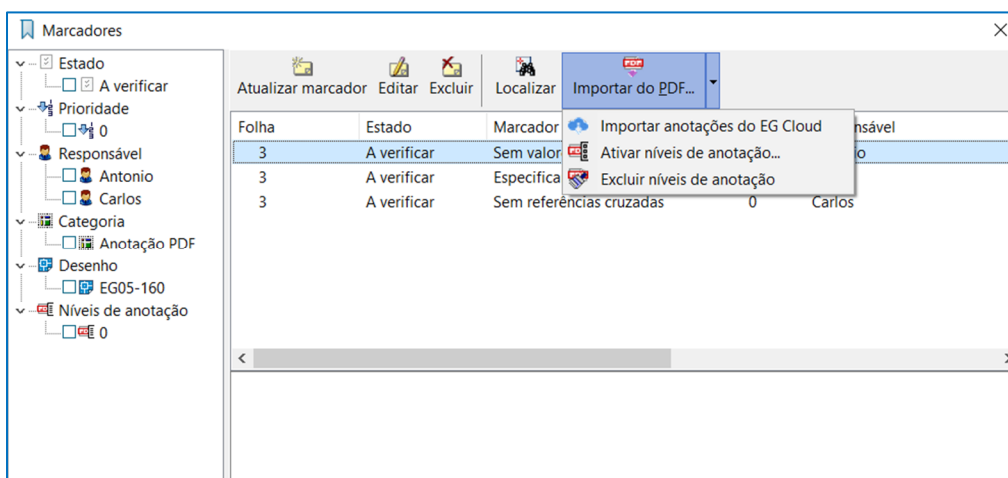 Marcadores
Estado
A verificar
Prioridade
0
Responsável
Antonio
Carlos
Categoria
Anotação PDF
Desenho
EG05-160
Níveis de anotação
0
Atualizar marcador Editar Excluir Localizar Importar do PDF...
Importar anotações do EG Cloud
Ativar níveis de anotação...
Excluir níveis de anotação
Folha Estado Marcador
3 A verificar Sem valor
3 A verificar Especifica
3 A verificar Sem referências cruzadas 0 Carlos